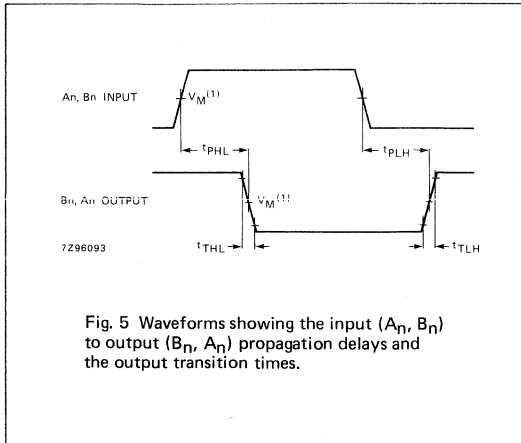 An, Bn INPUT
VM(1)
tPHL
tPLH
Bn, An OUTPUT
VM(1)
7Z96093
tTHL
tTLH
Fig. 5 Waveforms showing the input (An, Bn)
to output (Bn, An) propagation delays and
the output transition times.